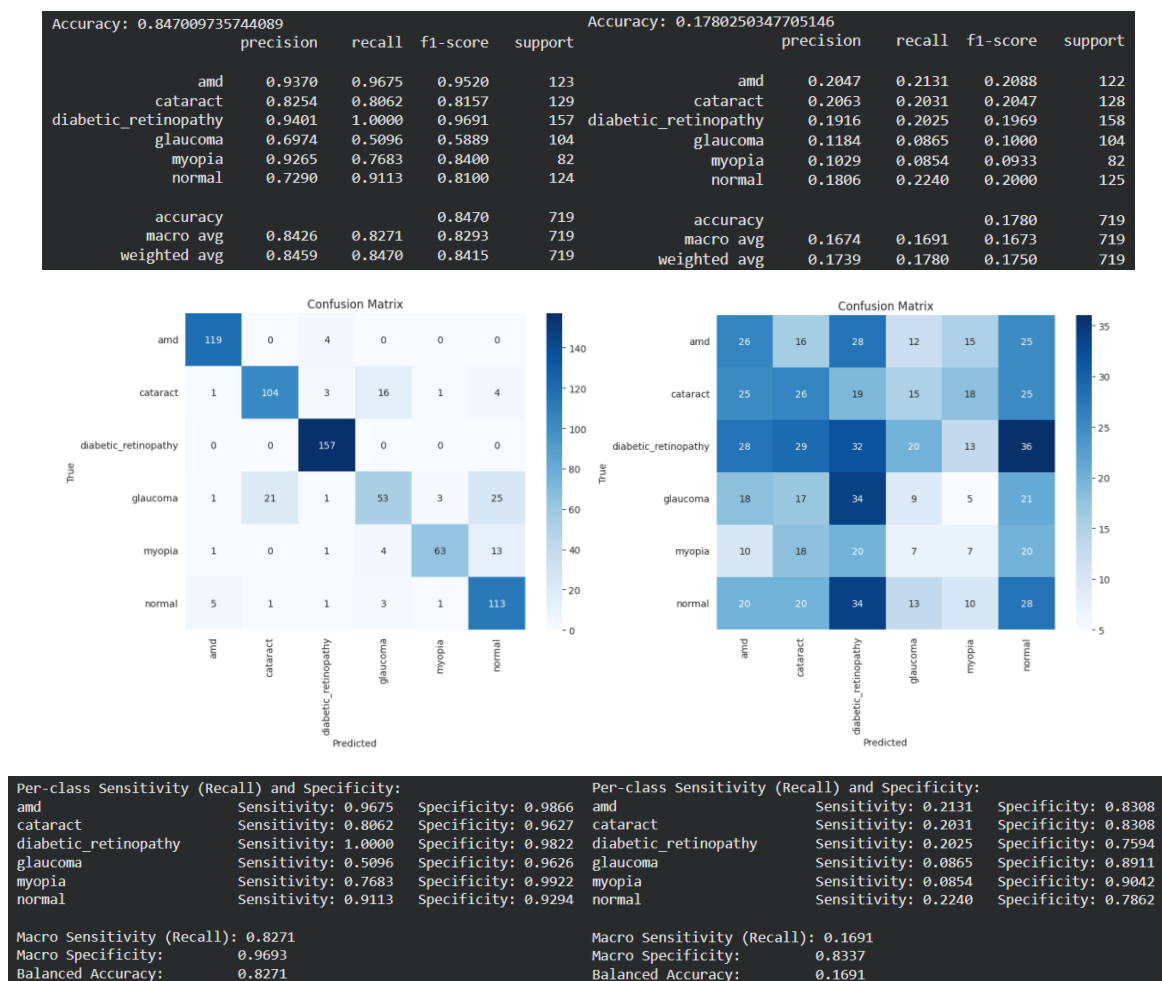 Accuracy: 0.847009735744089
precision recall f1-score support
amd 0.9370 0.9675 0.9520 123
cataract 0.8254 0.8062 0.8157 129
diabetic_retinopathy 0.9401 1.0000 0.9691 157
glaucoma 0.6974 0.5096 0.5889 104
myopia 0.9265 0.7683 0.8400 82
normal 0.7290 0.9113 0.8100 124
accuracy 0.8470 719
macro avg 0.8426 0.8271 0.8293 719
weighted avg 0.8459 0.8470 0.8415 719
Accuracy: 0.1780250347705146
precision recall f1-score support
amd 0.2047 0.2131 0.2088 122
cataract 0.2063 0.2031 0.2047 128
diabetic_retinopathy 0.1916 0.2025 0.1969 158
glaucoma 0.1184 0.0865 0.1000 104
myopia 0.1029 0.0854 0.0933 82
normal 0.1806 0.2240 0.2000 125
accuracy 0.1780 719
macro avg 0.1674 0.1691 0.1673 719
weighted avg 0.1739 0.1780 0.1750 719
Confusion Matrix
amd 119 0 4 0 0 0
cataract 1 104 3 16 1 4
diabetic_retinopathy 0 0 157 0 0 0
glaucoma 1 21 1 53 3 25
myopia 1 0 1 4 63 13
normal 5 1 1 3 1 113
True
amd
cataract
diabetic_retinopathy
glaucoma
myopia
normal
Predicted
140
120
100
80
60
40
20
0
Confusion Matrix
amd 26 16 28 12 15 25
cataract 25 26 19 15 18 25
diabetic_retinopathy 28 29 32 20 13 36
glaucoma 18 17 34 9 5 21
myopia 10 18 20 7 7 20
normal 20 20 34 13 10 28
True
amd
cataract
diabetic_retinopathy
glaucoma
myopia
normal
Predicted
35
30
25
20
15
10
5
Per-class Sensitivity (Recall) and Specificity:
amd Sensitivity: 0.9675 Specificity: 0.9866
cataract Sensitivity: 0.8062 Specificity: 0.9627
diabetic_retinopathy Sensitivity: 1.0000 Specificity: 0.9822
glaucoma Sensitivity: 0.5096 Specificity: 0.9626
myopia Sensitivity: 0.7683 Specificity: 0.9922
normal Sensitivity: 0.9113 Specificity: 0.9294
Macro Sensitivity (Recall): 0.8271
Macro Specificity: 0.9693
Balanced Accuracy: 0.8271
Per-class Sensitivity (Recall) and Specificity:
amd Sensitivity: 0.2131 Specificity: 0.8308
cataract Sensitivity: 0.2031 Specificity: 0.8308
diabetic_retinopathy Sensitivity: 0.2025 Specificity: 0.7594
glaucoma Sensitivity: 0.0865 Specificity: 0.8911
myopia Sensitivity: 0.0854 Specificity: 0.9042
normal Sensitivity: 0.2240 Specificity: 0.7862
Macro Sensitivity (Recall): 0.1691
Macro Specificity: 0.8337
Balanced Accuracy: 0.1691